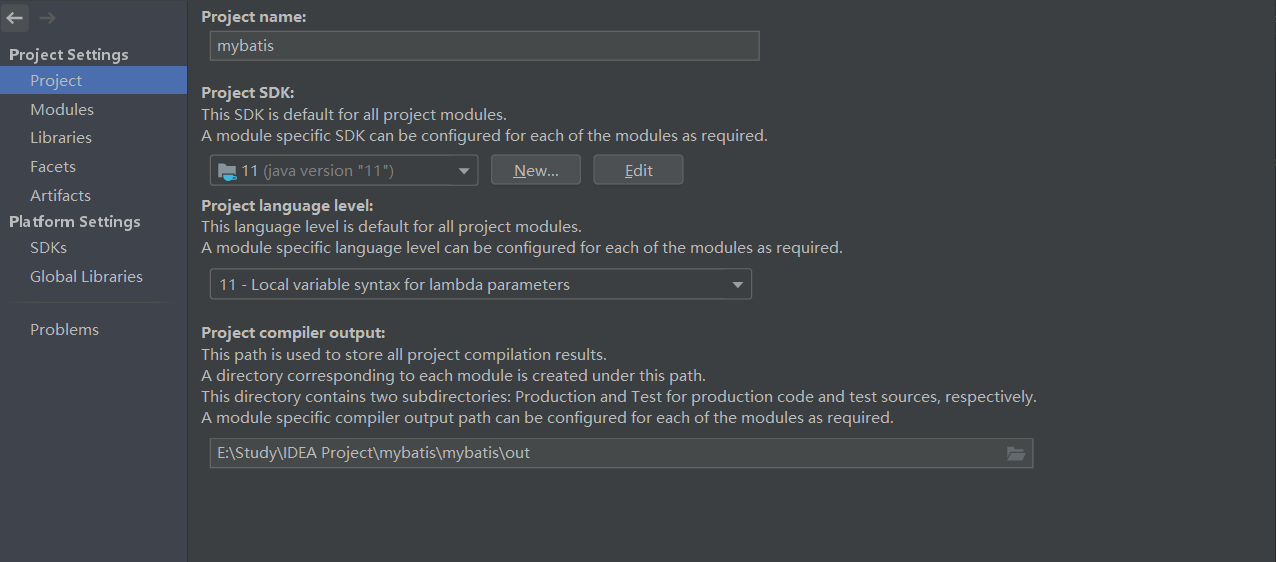 Project Settings
Project
Modules
Libraries
Facets
Artifacts
Platform Settings
SDKs
Global Libraries
Problems
Project name:
mybatis
Project SDK:
This SDK is default for all project modules.
A module specific SDK can be configured for each of the modules as required.
11 (java version "11")
New...
Edit
Project language level:
This language level is default for all project modules.
A module specific language level can be configured for each of the modules as required.
11 - Local variable syntax for lambda parameters
Project compiler output:
This path is used to store all project compilation results.
A directory corresponding to each module is created under this path.
This directory contains two subdirectories: Production and Test for production code and test sources, respectively.
A module specific compiler output path can be configured for each of the modules as required.
E:\Study\IDEA Project\mybatis\mybatis\out